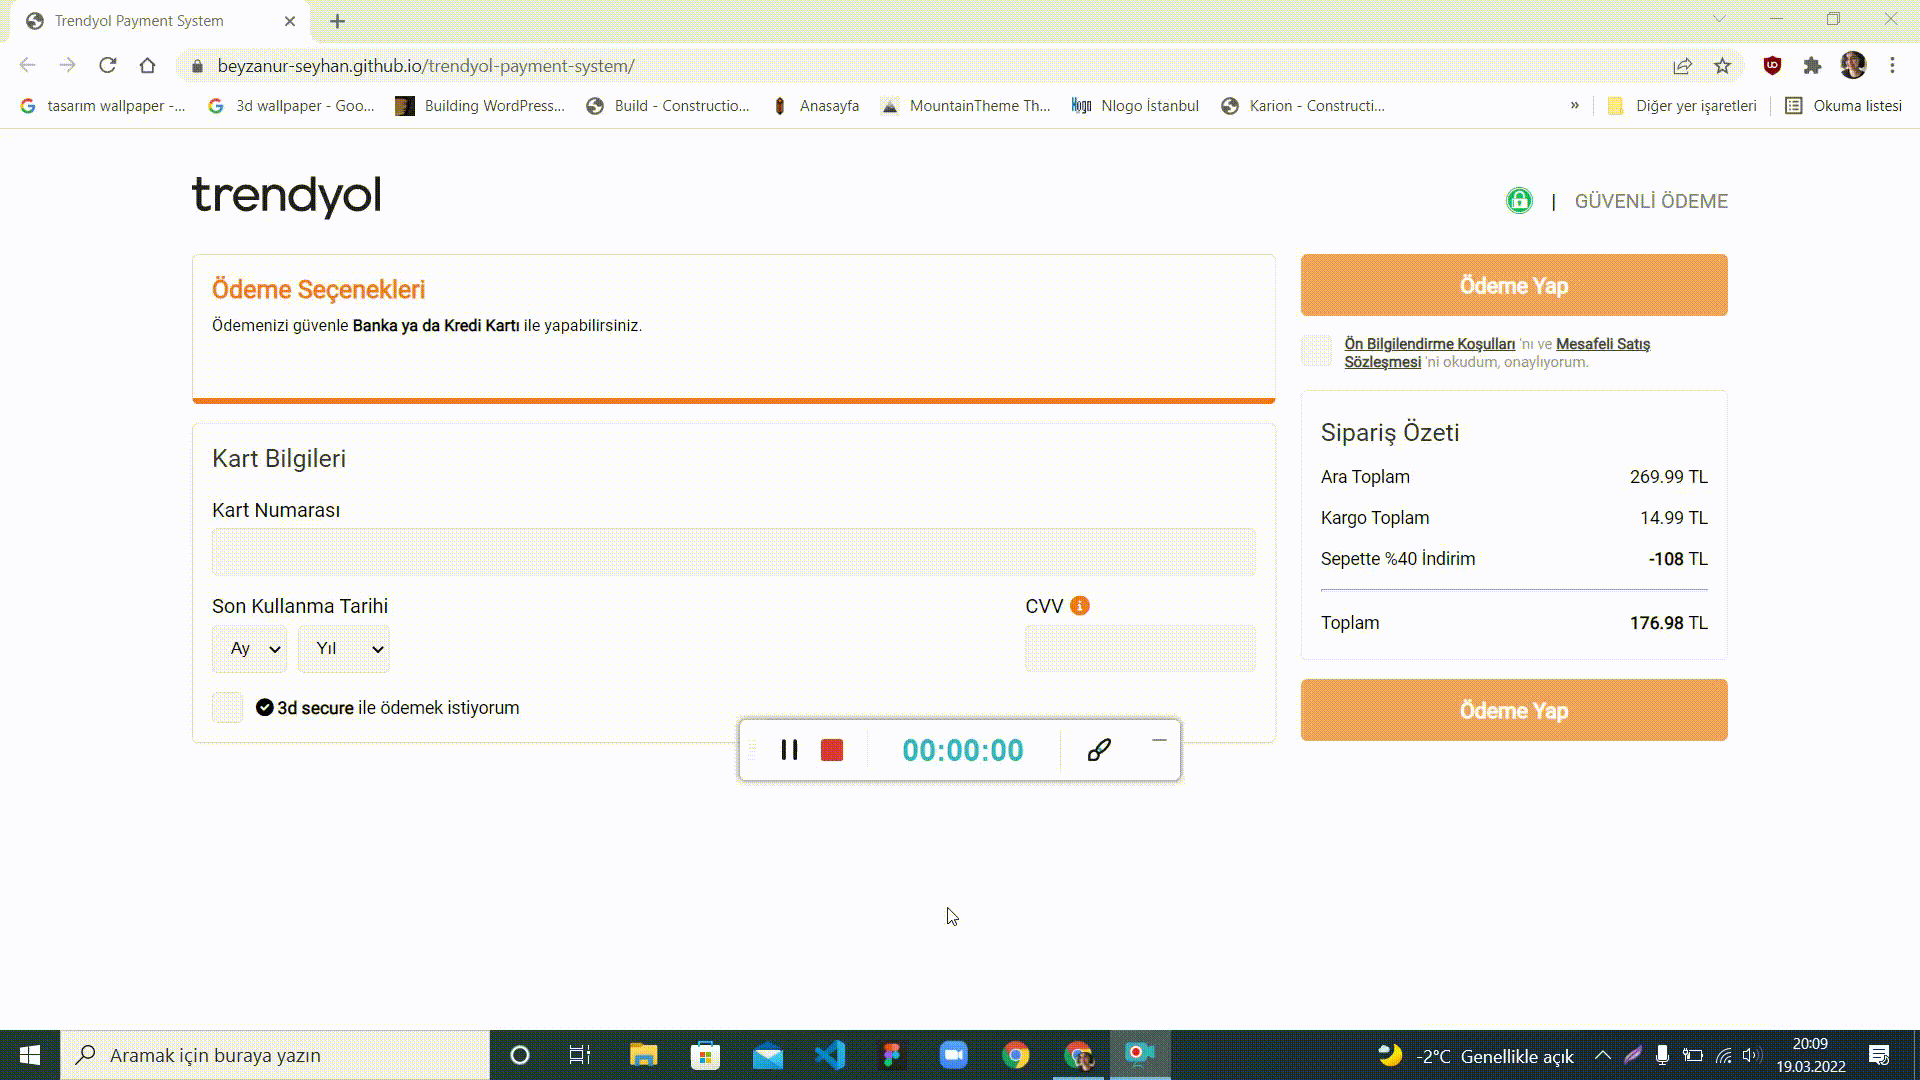 Trendyol Payment System
beyzanur-seyhan.github.io/trendyol-payment-system/
tasarım wallpaper -...
3d wallpaper - Goo...
Building WordPress...
Build - Constructio...
Anasayfa
MountainTheme Th...
Nlogo İstanbul
Karion - Constructi...
»
Diğer yer işaretleri
Okuma listesi
trendyol
| GÜVENLİ ÖDEME
Ödeme Seçenekleri
Ödemenizi güvenle Banka ya da Kredi Kartı ile yapabilirsiniz.
Ödeme Yap
Ön Bilgilendirme Koşulları 'nı ve Mesafeli Satış
Sözleşmesi 'ni okudum, onaylıyorum.
Kart Bilgileri
Kart Numarası
Son Kullanma Tarihi
CVV
Ay
Yıl
3d secure ile ödemek istiyorum
Sipariş Özeti
Ara Toplam 269.99 TL
Kargo Toplam 14.99 TL
Sepette %40 İndirim -108 TL
Toplam 176.98 TL
Ödeme Yap
00:00:00
Aramak için buraya yazın
-2°C Genellikle açık
20:09
19.03.2022